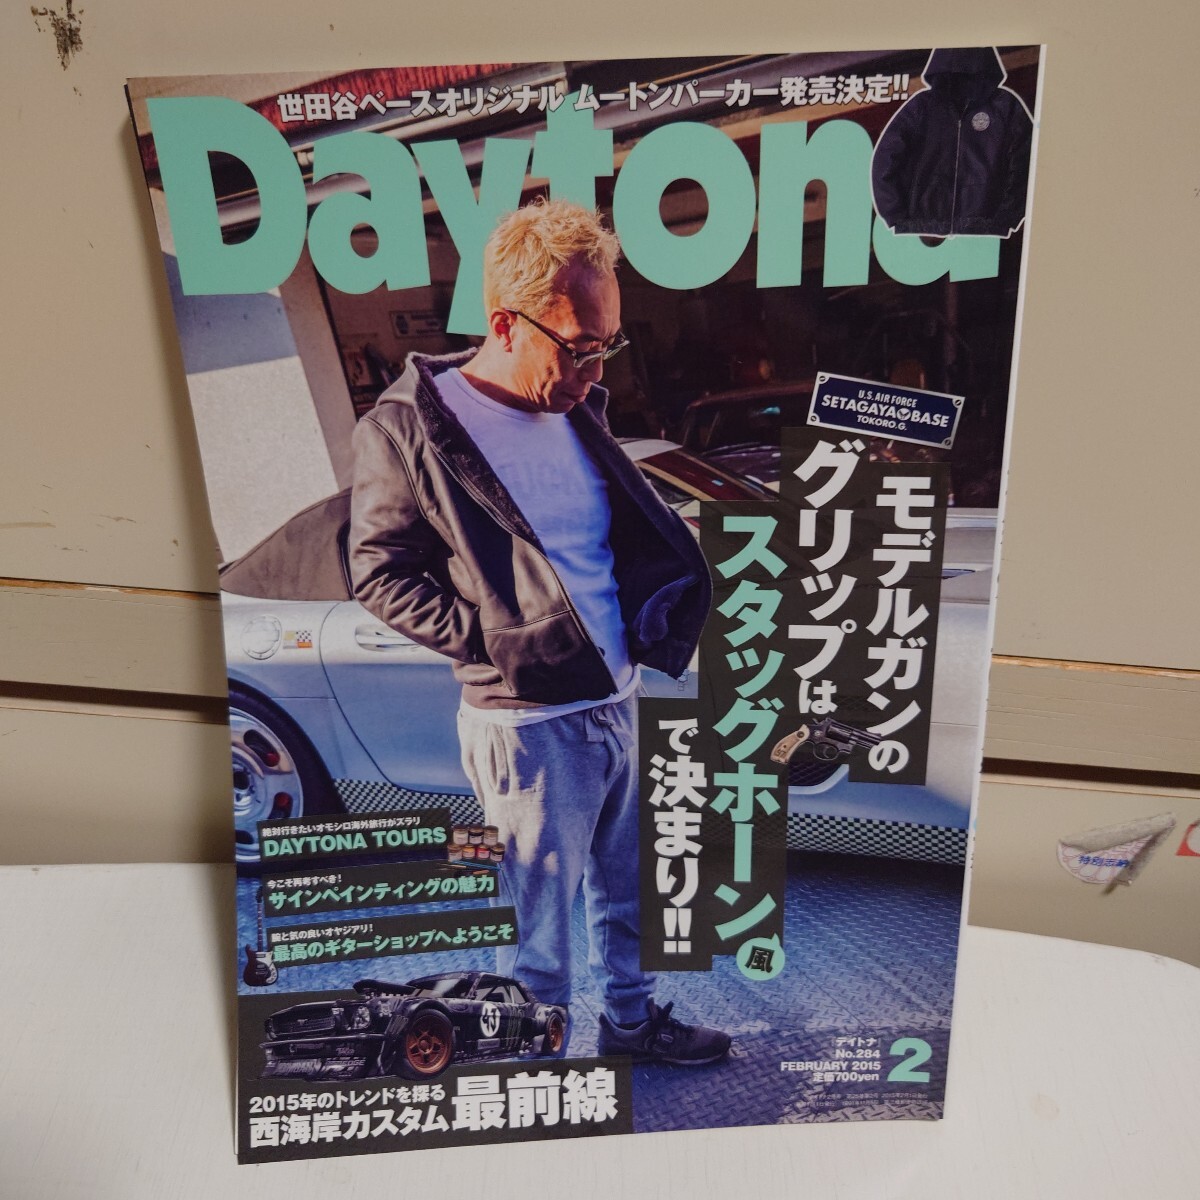 世田谷ベースオリジナル ムートンパーカー発売決定!!
Daytona
U.S. AIR FORCE
SETAGAYA BASE
TOKORO.G.
モデルガンの
グリップは
スタッグホーン風
で決まり!!
絶対行きたいオモシロ海外旅行がズラリ
DAYTONA TOURS
今こそ再考すべき!
サインペインティングの魅力
腕と気の良いオヤジアリ!
最高のギターショップへようこそ
43
2015年のトレンドを探る
西海岸カスタム最前線
「デイトナ」
No.284
FEBRUARY 2015
定価700yen
2
特別